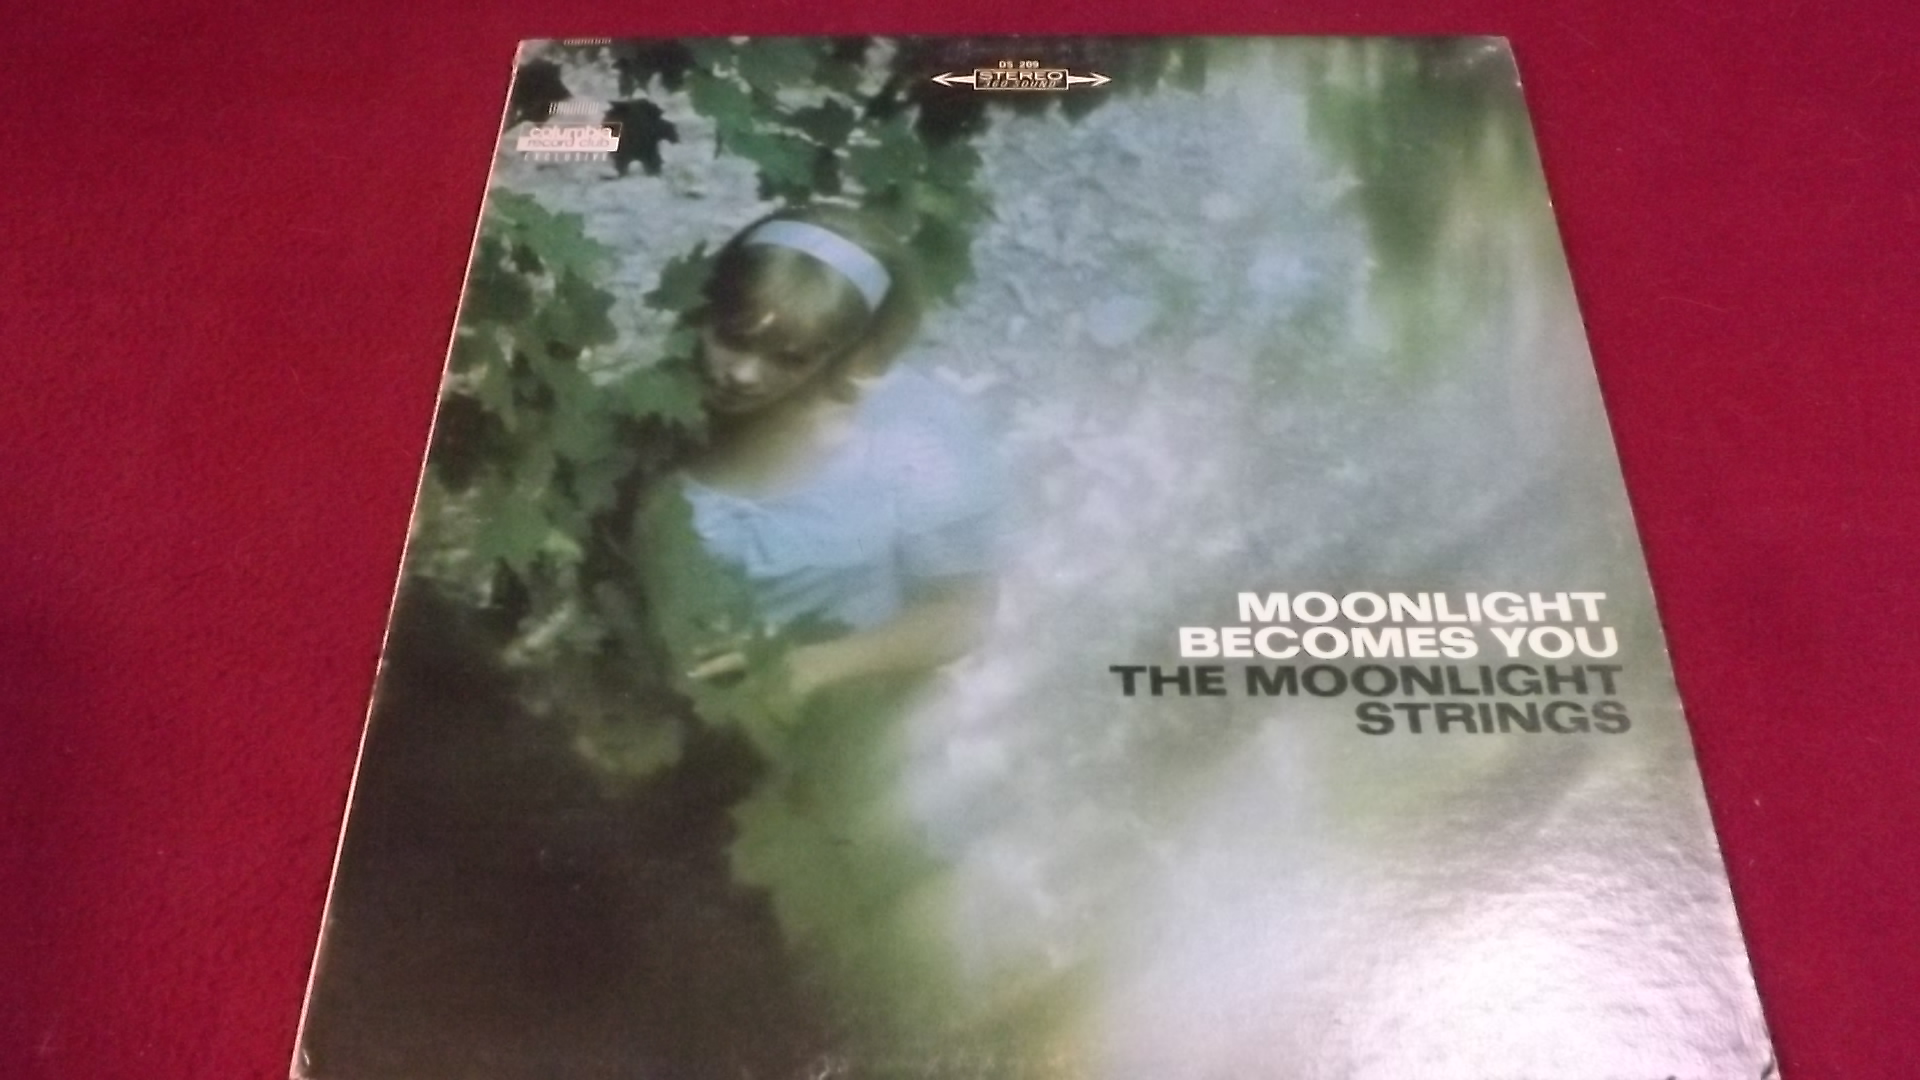 DS 209
STEREO
360 SOUND
columbia
record club
EXCLUSIVE
MOONLIGHT
BECOMES YOU
THE MOONLIGHT
STRINGS